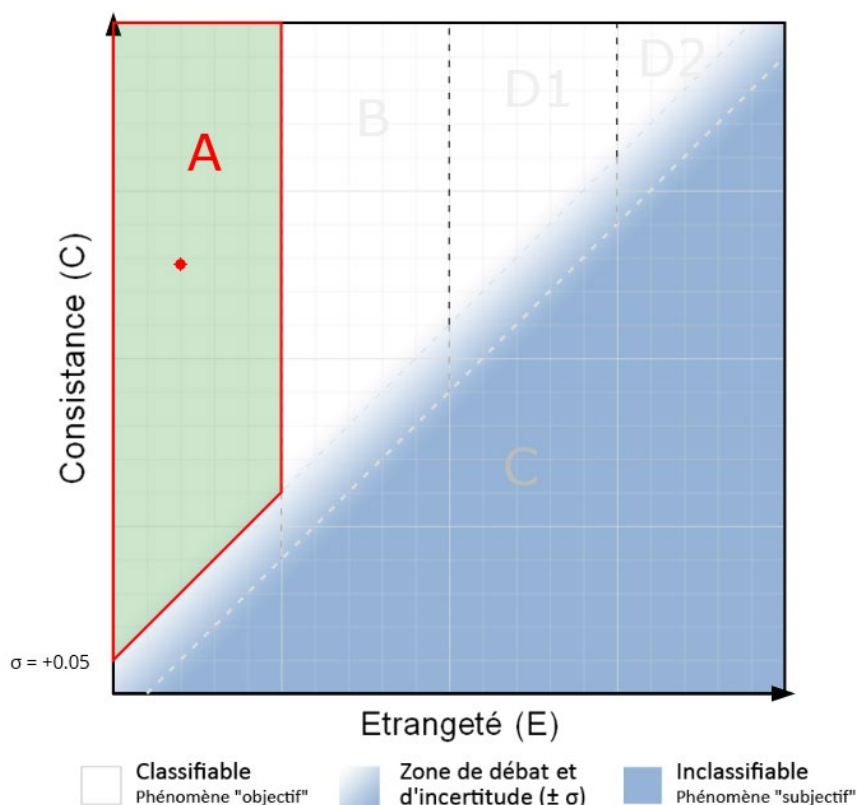 D2
D1
B
A
Consistance (C)
C
σ = +0.05
Etrangeté (E)
Classifiable
Phénomène "objectif"
Zone de débat et
d'incertitude (± σ)
Inclassifiable
Phénomène "subjectif"